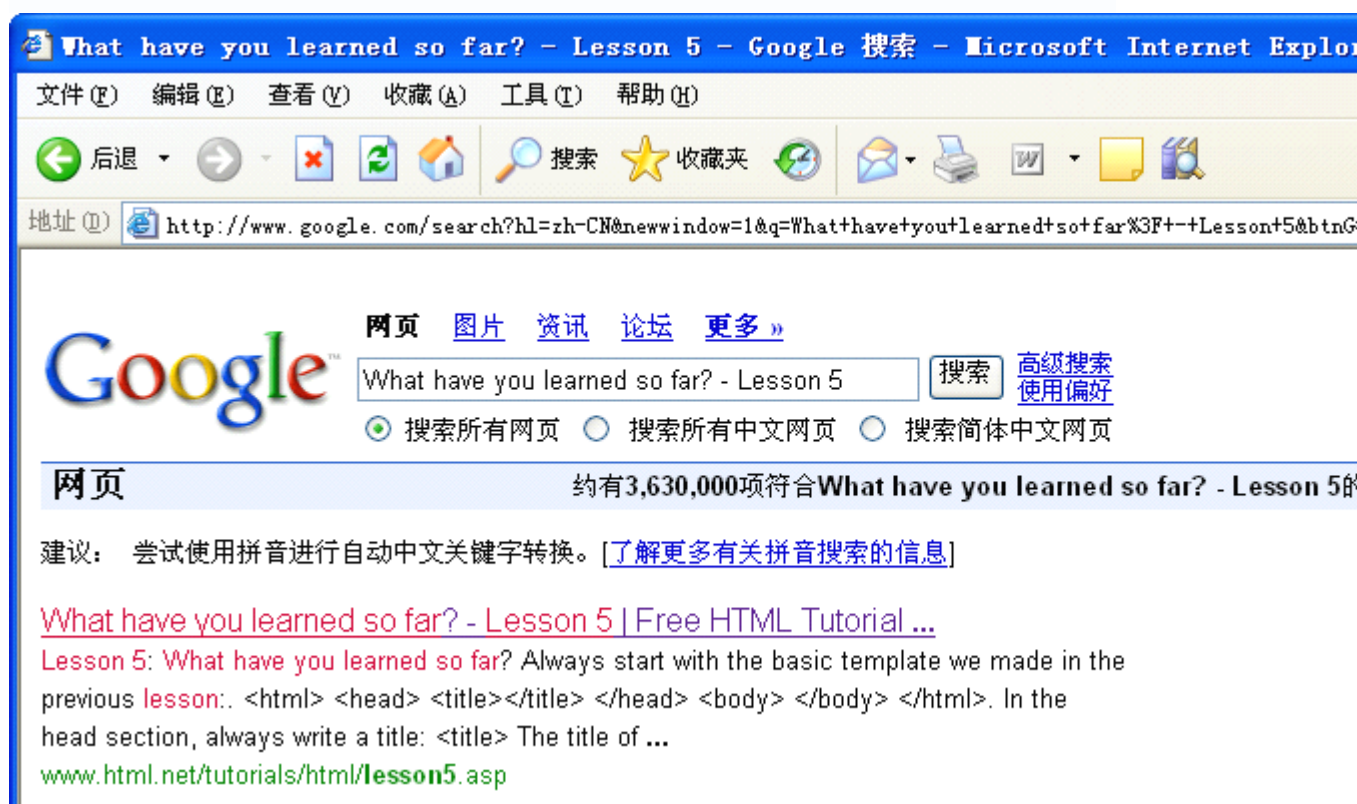 What have you learned so far? - Lesson 5 - Google 搜索 - Microsoft Internet Explor
文件(F) 编辑(E) 查看(V) 收藏(A) 工具(T) 帮助(H)
后退 搜索 收藏夹 W
地址(D) http://www.google.com/search?hl=zh-CN&newwindow=1&q=What+have+you+learned+so+far%3F+-+Lesson+5&btnG
网页 图片 资讯 论坛 更多 »
Google™ What have you learned so far? - Lesson 5 搜索 高级搜索
使用偏好
搜索所有网页 搜索所有中文网页 搜索简体中文网页
网页 约有3,630,000项符合What have you learned so far? - Lesson 5的
建议： 尝试使用拼音进行自动中文关键字转换。[了解更多有关拼音搜索的信息]
What have you learned so far? - Lesson 5 | Free HTML Tutorial ...
Lesson 5: What have you learned so far? Always start with the basic template we made in the
previous lesson:. <html> <head> <title></title> </head> <body> </body> </html>. In the
head section, always write a title: <title> The title of ...
www.html.net/tutorials/html/lesson5.asp